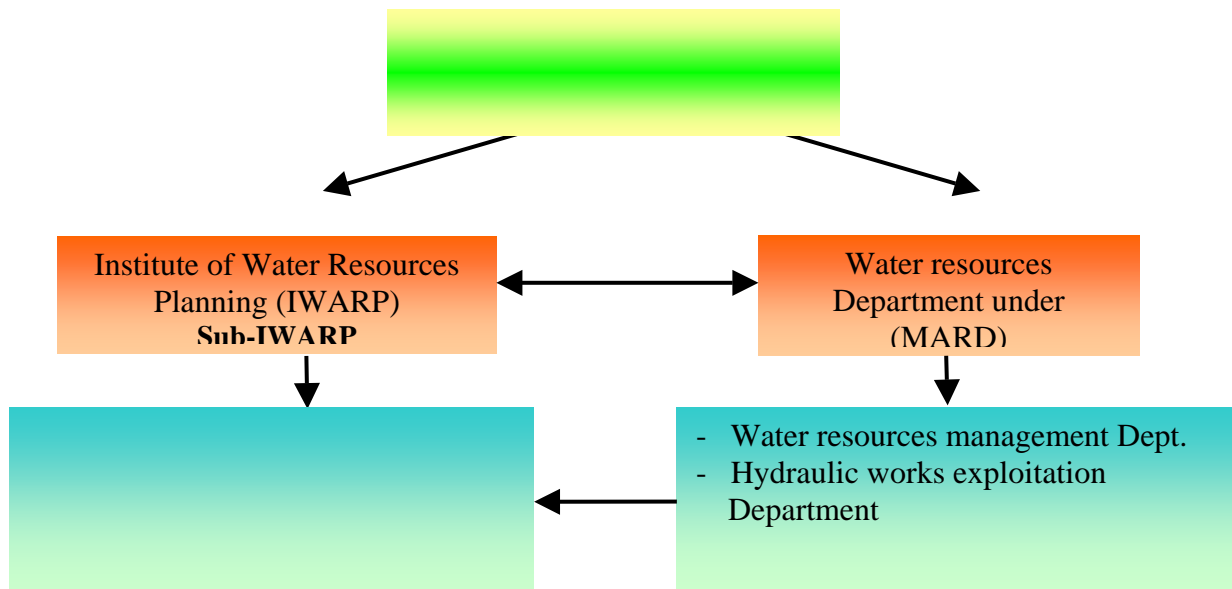 Institute of Water Resources
Planning (IWARP)
Sub-IWARP
Water resources
Department under
(MARD)
- Water resources management Dept.
- Hydraulic works exploitation
Department